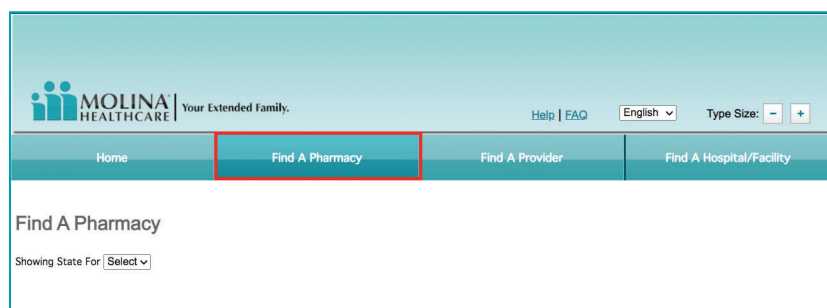 MOLINA HEALTHCARE
Your Extended Family.
Help | FAQ
English
Type Size: - +
Home
Find A Pharmacy
Find A Provider
Find A Hospital/Facility
Find A Pharmacy
Showing State For Select